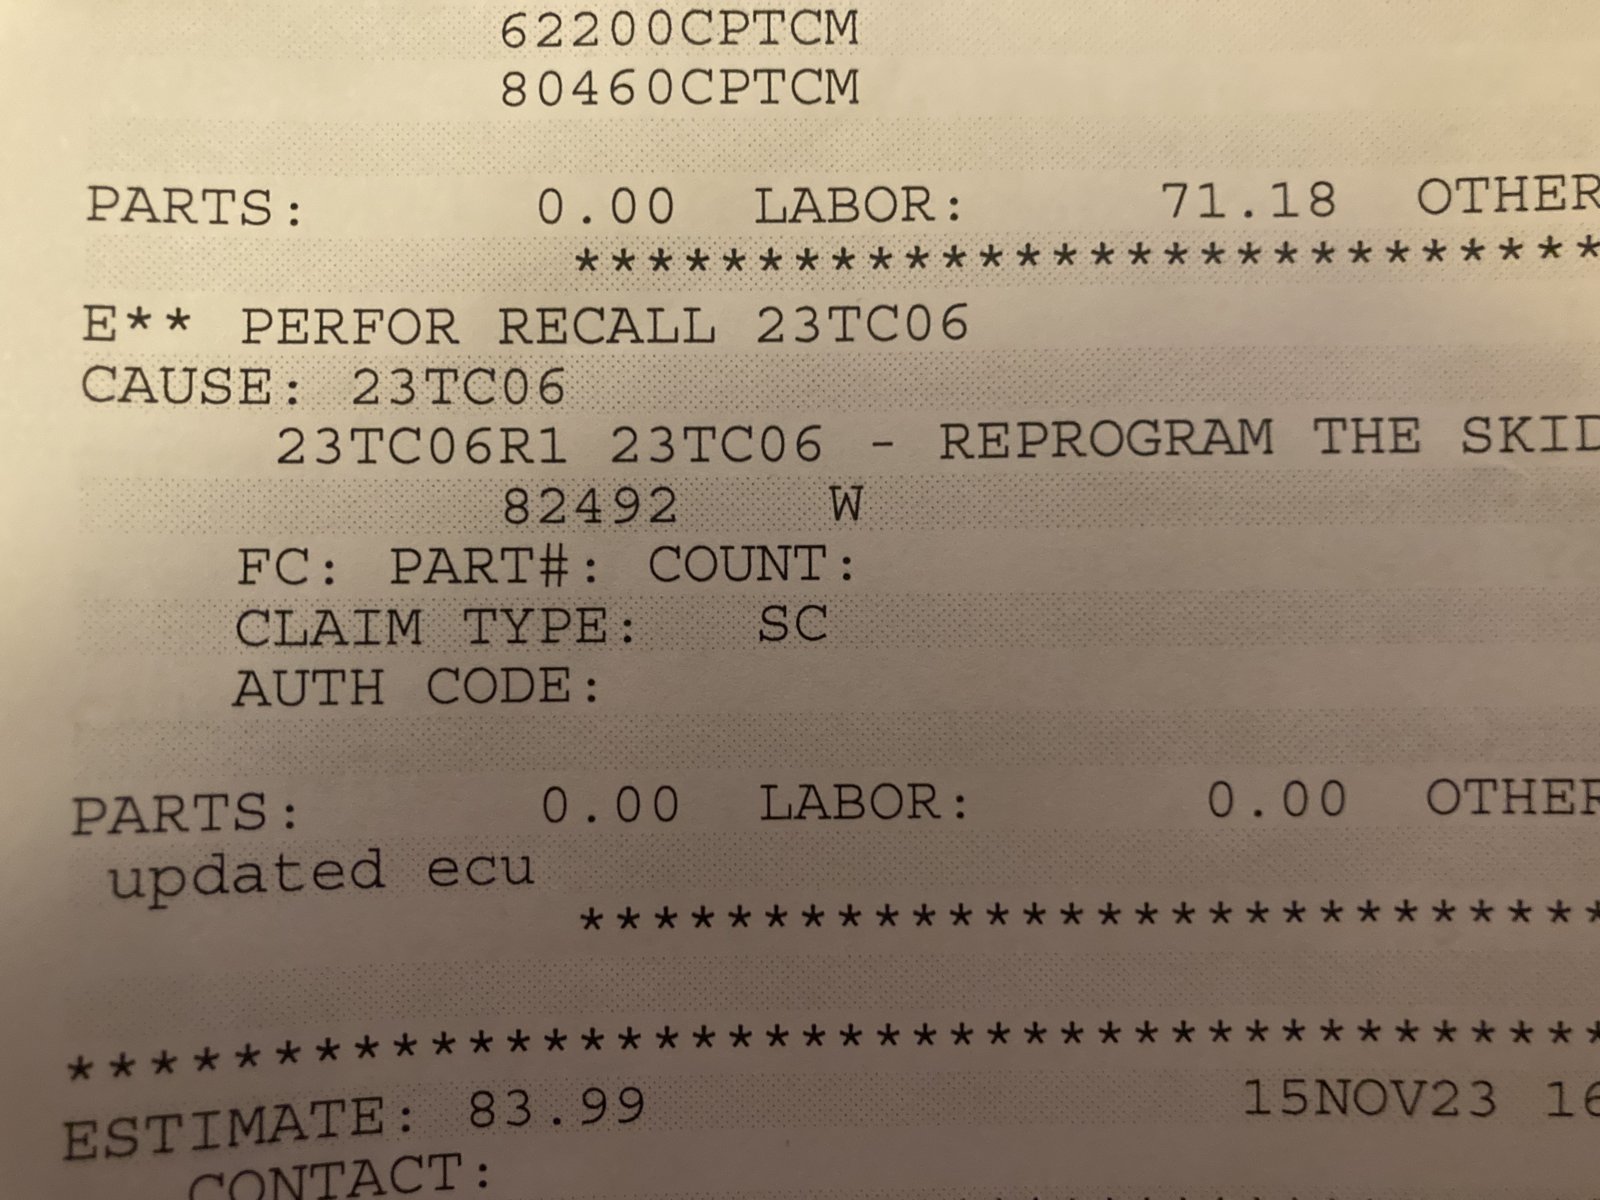 62200CPTCM
80460CPTCM
PARTS: 0.00 LABOR: 71.18 OTHER
*****************************
E** PERFOR RECALL 23TC06
CAUSE: 23TC06
23TC06R1 23TC06 - REPROGRAM THE SKID
82492 W
FC: PART#: COUNT:
CLAIM TYPE: SC
AUTH CODE:
PARTS: 0.00 LABOR: 0.00 OTHER
updated ecu
****************************
******************************************
ESTIMATE: 83.99 15NOV23 16
CONTACT: